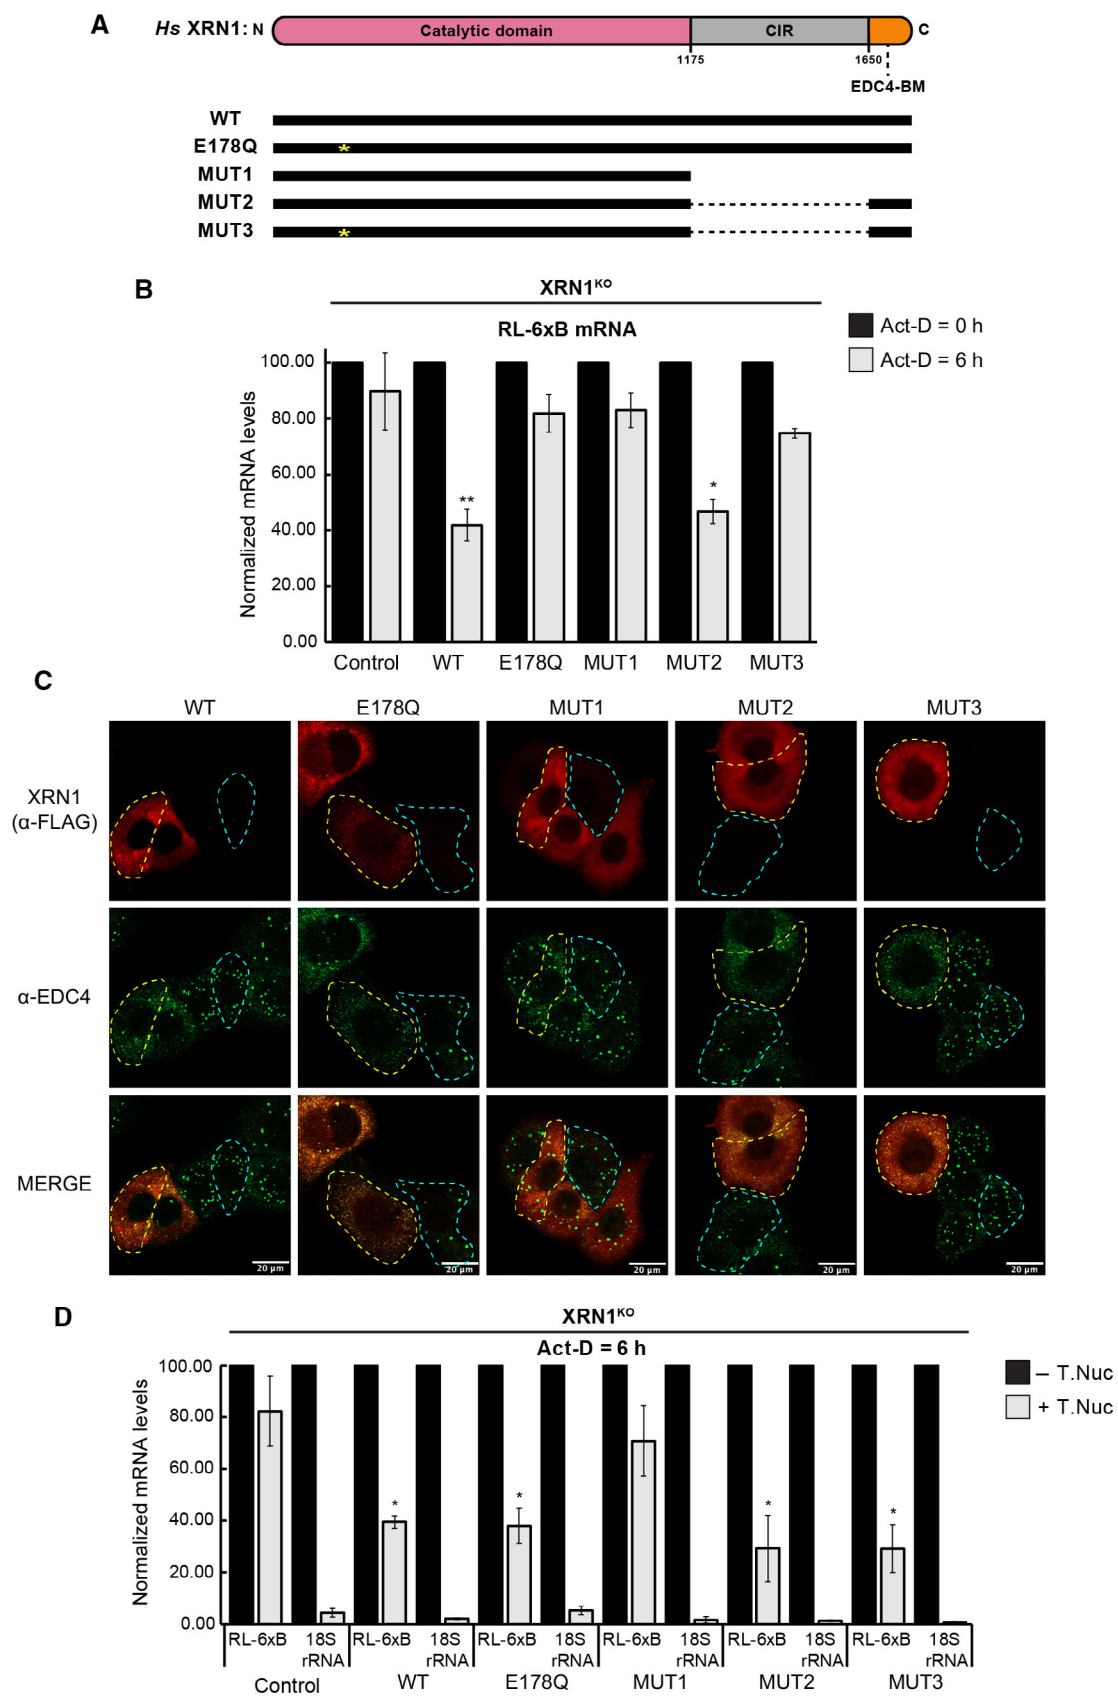 A
Hs XRN1: N
Catalytic domain
CIR
C
1175
1650
EDC4-BM
WT
E178Q
*
MUT1
MUT2
MUT3
*
B
XRN1KO
RL-6xB mRNA
Act-D = 0 h
Act-D = 6 h
Normalized mRNA levels
100.00
80.00
60.00
40.00
20.00
0.00
**
*
Control WT E178Q MUT1 MUT2 MUT3
C
WT E178Q MUT1 MUT2 MUT3
XRN1
(α-FLAG)
α-EDC4
MERGE
20 μm 20 μm 20 μm 20 μm 20 μm
D
XRN1KO
Act-D = 6 h
– T.Nuc
+ T.Nuc
Normalized mRNA levels
100.00
80.00
60.00
40.00
20.00
0.00
* * * *
RL-6xB 18S RL-6xB 18S RL-6xB 18S RL-6xB 18S RL-6xB 18S RL-6xB 18S
rRNA rRNA rRNA rRNA rRNA rRNA
Control WT E178Q MUT1 MUT2 MUT3